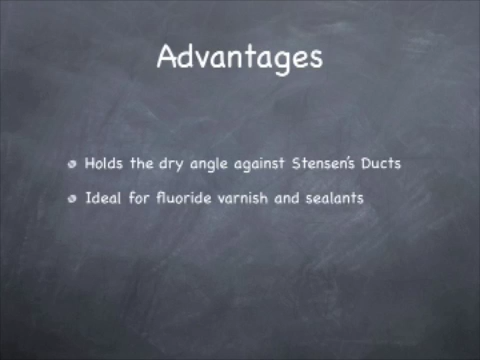 Advantages
Holds the dry angle against Stensen's Ducts
Ideal for fluoride varnish and sealants